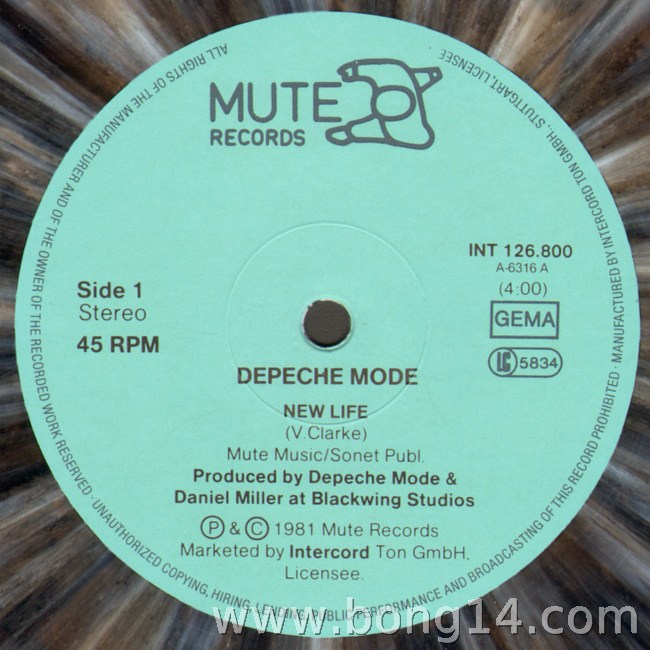 MUTE
RECORDS
Side 1
Stereo
45 RPM
INT 126.800
A-6316 A
(4:00)
GEMA
LC 5834
DEPECHE MODE
NEW LIFE
(V.Clarke)
Mute Music/Sonet Publ.
Produced by Depeche Mode &
Daniel Miller at Blackwing Studios
Ⓟ & © 1981 Mute Records
Marketed by Intercord Ton GmbH.
Licensee.
ALL RIGHTS OF THE MANUFACTURER AND OF THE OWNER OF THE RECORDED WORK RESERVED · UNAUTHORIZED COPYING, HIRING, LENDING, PUBLIC PERFORMANCE AND BROADCASTING OF THIS RECORD PROHIBITED · MANUFACTURED BY INTERCORD TON GMBH., STUTTGART, LICENSEE
www.bong14.com